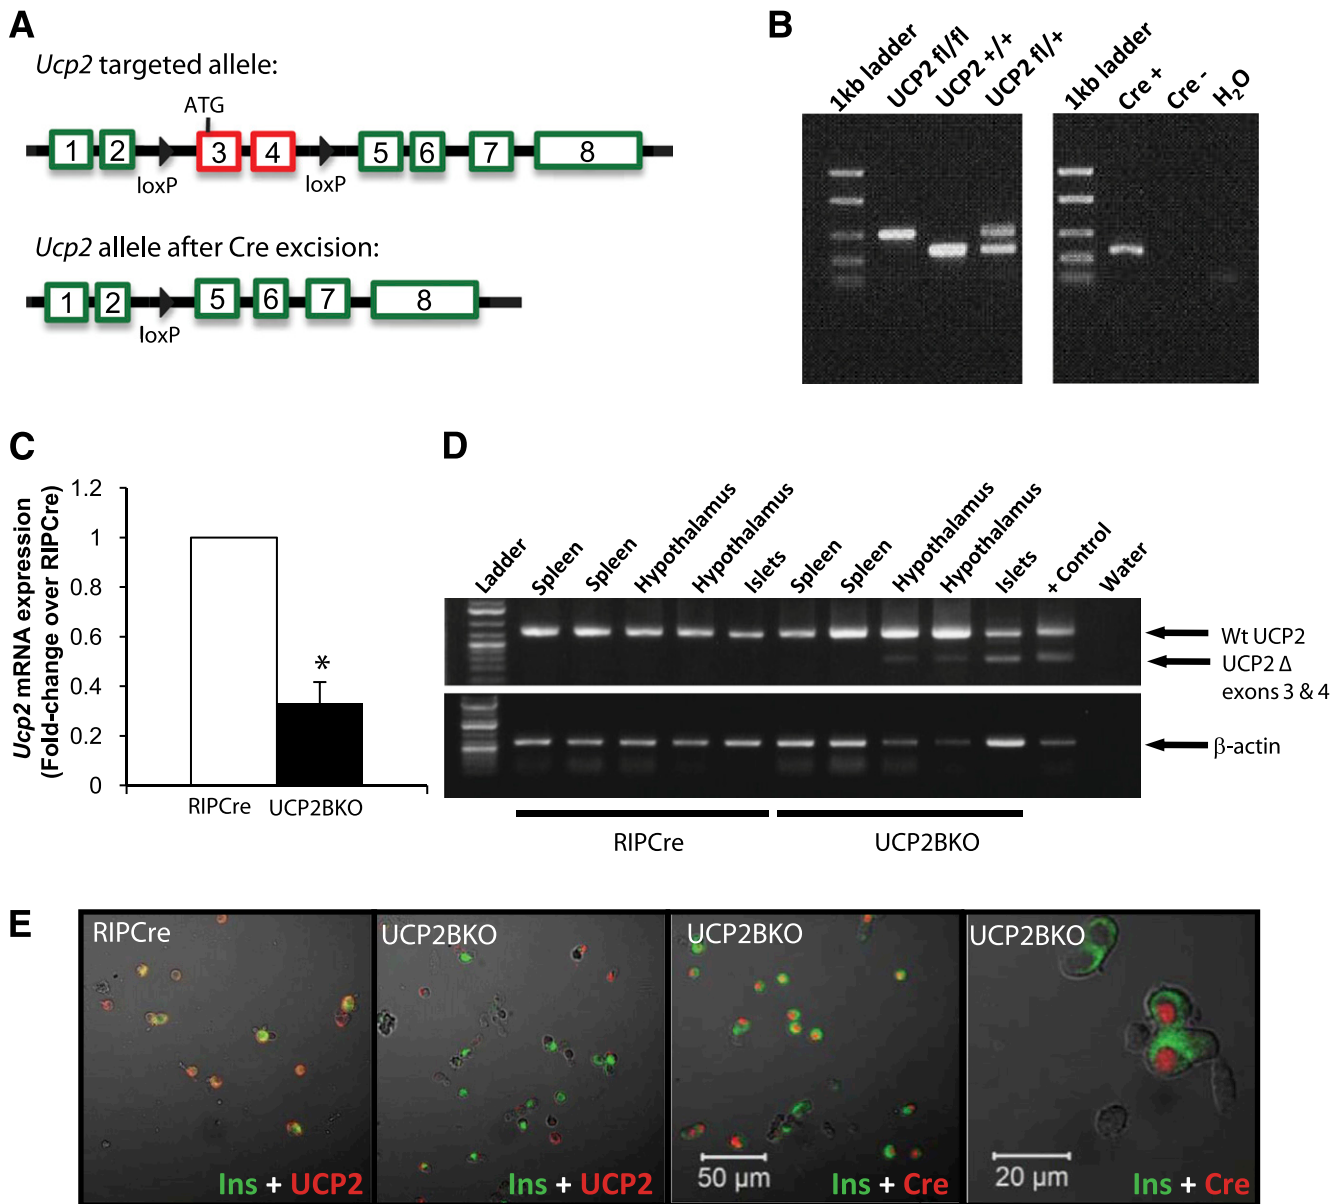 A
Ucp2 targeted allele:
ATG
1 2 3 4 5 6 7 8
loxP loxP
Ucp2 allele after Cre excision:
1 2 5 6 7 8
loxP
B
1kb ladder
UCP2 fl/fl
UCP2 +/+
UCP2 fl/+
1kb ladder
Cre +
Cre -
H₂O
C
Ucp2 mRNA expression
(Fold-change over RIPCre)
1.2
1
0.8
0.6
0.4
0.2
0
*
RIPCre UCP2BKO
D
Ladder
Spleen
Spleen
Hypothalamus
Hypothalamus
Islets
Spleen
Spleen
Hypothalamus
Hypothalamus
Islets
+ Control
Water
Wt UCP2
UCP2 Δ
exons 3 & 4
β-actin
RIPCre UCP2BKO
E
RIPCre
Ins + UCP2
UCP2BKO
Ins + UCP2
UCP2BKO
50 μm
Ins + Cre
UCP2BKO
20 μm
Ins + Cre